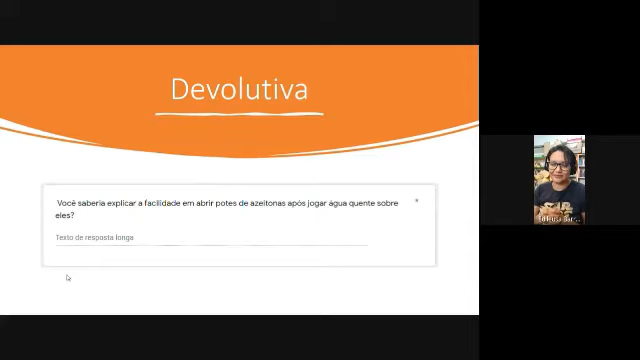 Devolutiva
Você saberia explicar a facilidade em abrir potes de azeitonas após jogar água quente sobre *
eles?
Texto de resposta longa